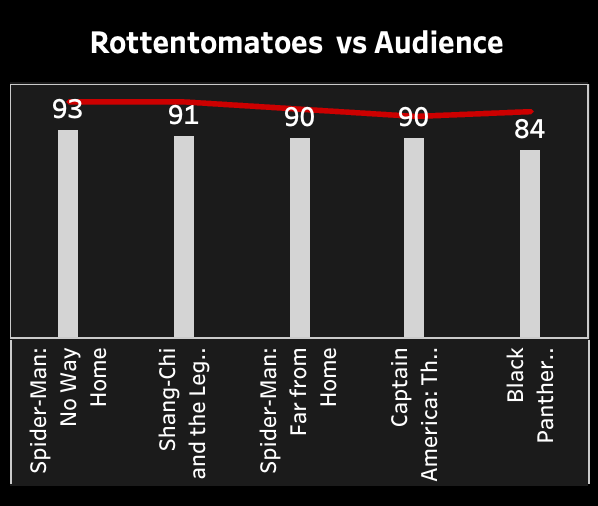 Rottentomatoes vs Audience
93
91
90
90
84
Spider-Man:
No Way
Home
Shang-Chi
and the Leg..
Spider-Man:
Far from
Home
Captain
America: Th..
Black
Panther..